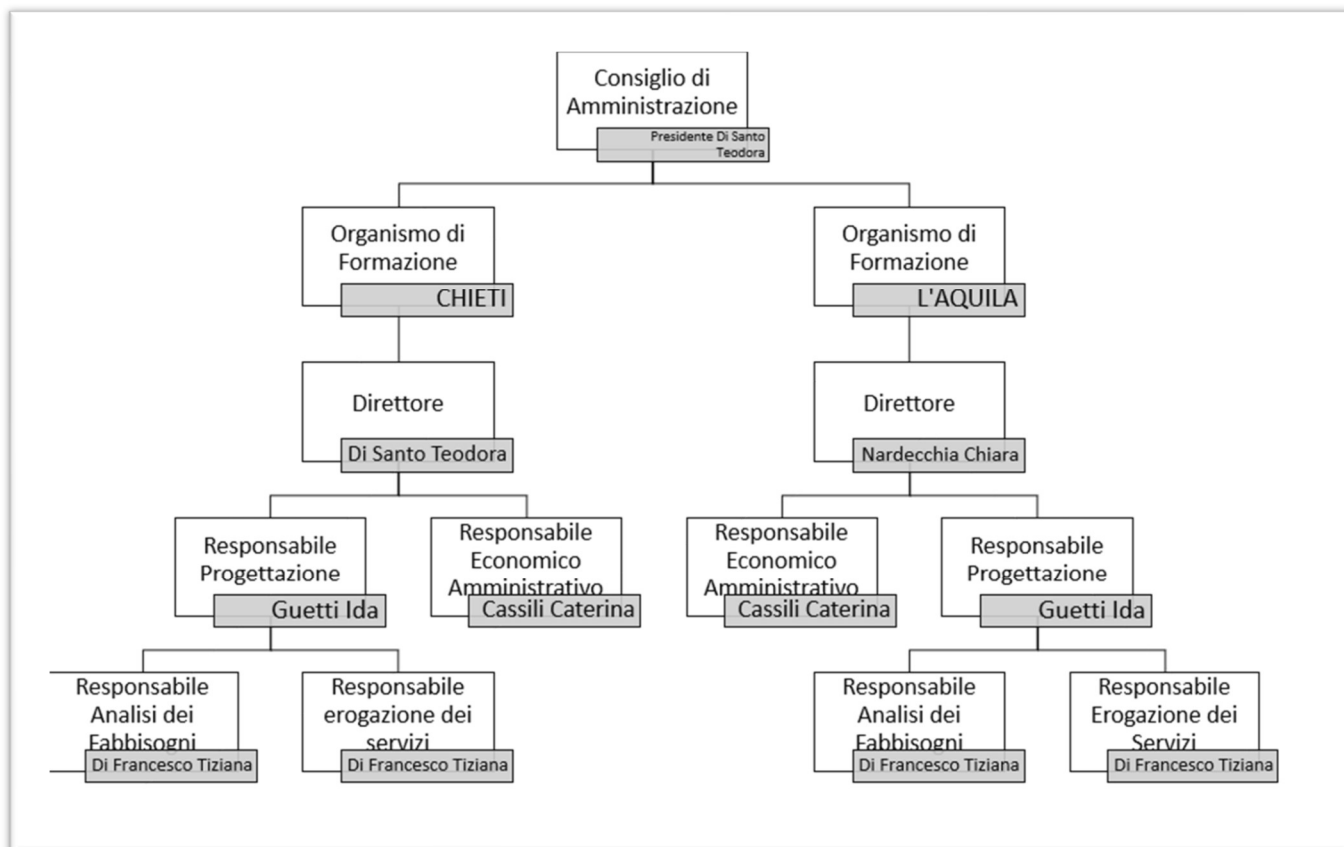 Consiglio di
Amministrazione
Presidente Di Santo
Teodora
Organismo di
Formazione
CHIETI
Organismo di
Formazione
L'AQUILA
Direttore
Di Santo Teodora
Direttore
Nardecchia Chiara
Responsabile
Progettazione
Guetti Ida
Responsabile
Economico
Amministrativo
Cassili Caterina
Responsabile
Economico
Amministrativo
Cassili Caterina
Responsabile
Progettazione
Guetti Ida
Responsabile
Analisi dei
Fabbisogni
Di Francesco Tiziana
Responsabile
erogazione dei
servizi
Di Francesco Tiziana
Responsabile
Analisi dei
Fabbisogni
Di Francesco Tiziana
Responsabile
Erogazione dei
Servizi
Di Francesco Tiziana